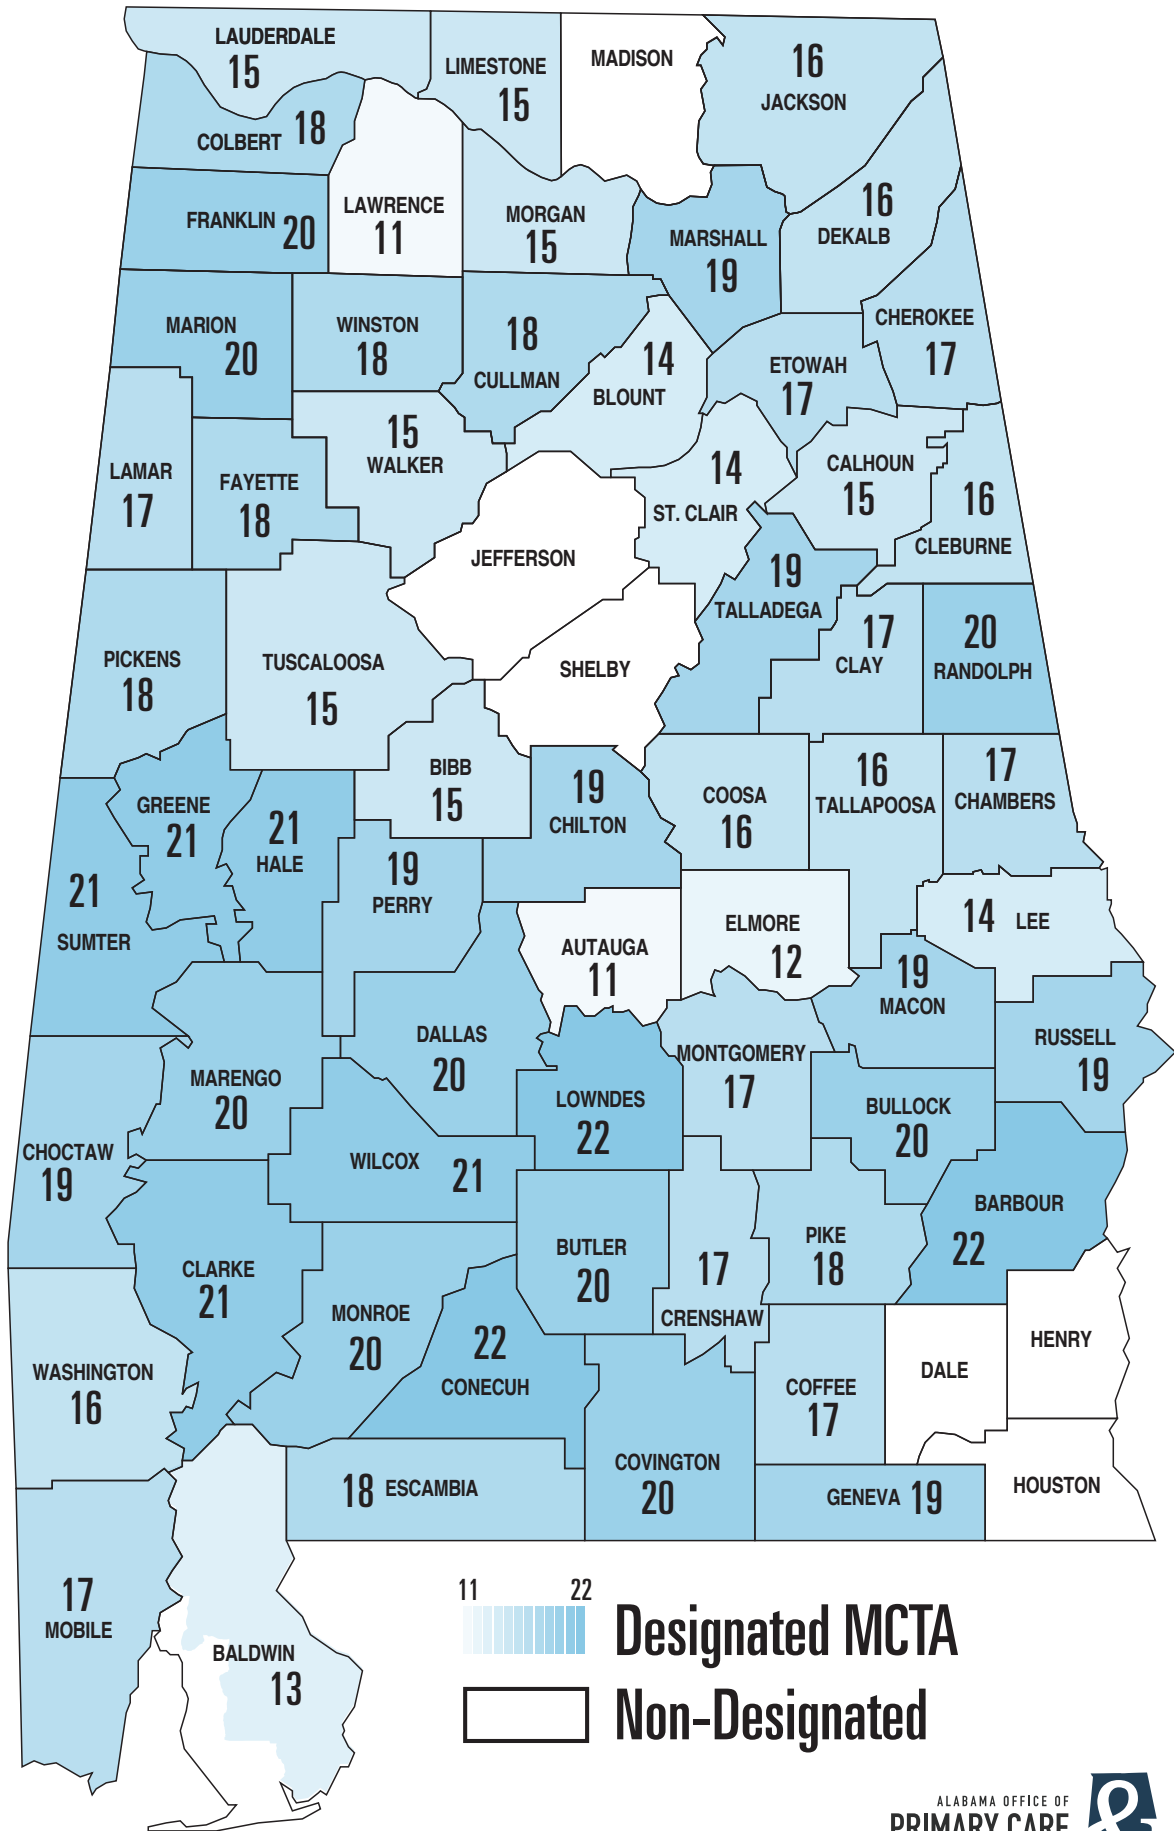 LAUDERDALE
15
LIMESTONE
15
MADISON
16
JACKSON
COLBERT 18
FRANKLIN 20
LAWRENCE
11
MORGAN
15
MARSHALL
19
16
DEKALB
CHEROKEE
17
MARION
20
WINSTON
18
18
CULLMAN
14
BLOUNT
ETOWAH
17
LAMAR
17
FAYETTE
18
15
WALKER
JEFFERSON
14
ST. CLAIR
CALHOUN
15
16
CLEBURNE
19
TALLADEGA
17
CLAY
20
RANDOLPH
PICKENS
18
TUSCALOOSA
15
SHELBY
BIBB
15
19
CHILTON
COOSA
16
16
TALLAPOOSA
17
CHAMBERS
GREENE
21
21
HALE
21
SUMTER
19
PERRY
AUTAUGA
11
ELMORE
12
14 LEE
19
MACON
RUSSELL
19
DALLAS
20
MONTGOMERY
17
LOWNDES
22
BULLOCK
20
MARENGO
20
CHOCTAW
19
WILCOX 21
BARBOUR
22
CLARKE
21
BUTLER
20
17
CRENSHAW
PIKE
18
MONROE
20
22
CONECUH
WASHINGTON
16
COFFEE
17
DALE
HENRY
18 ESCAMBIA
COVINGTON
20
GENEVA 19
HOUSTON
17
MOBILE
BALDWIN
13
11 22
Designated MCTA
Non-Designated
ALABAMA OFFICE OF
PRIMARY CARE